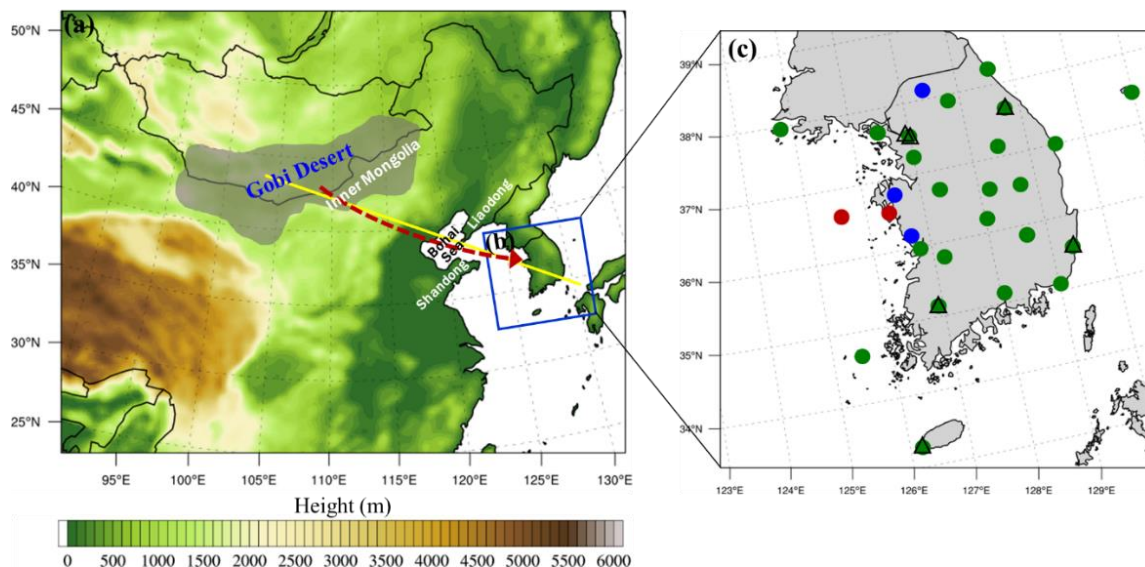 (a)
50°N
45°N
40°N
35°N
30°N
25°N
Gobi Desert
Inner Mongolia
Liaodong
Bohai
Sea
Shandong
(b)
95°E 100°E 105°E 110°E 115°E 120°E 125°E 130°E
Height (m)
0 500 1000 1500 2000 2500 3000 3500 4000 4500 5000 5500 6000
(c)
39°N
38°N
37°N
36°N
35°N
34°N
123°E 124°E 125°E 126°E 127°E 128°E 129°E